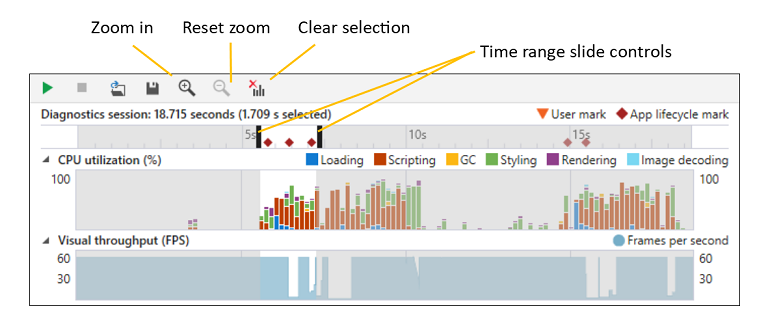 Zoom in Reset zoom Clear selection
Time range slide controls
Diagnostics session: 18.715 seconds (1.709 s selected) User mark App lifecycle mark
5s 10s 15s
CPU utilization (%) Loading Scripting GC Styling Rendering Image decoding
100 100
Visual throughput (FPS) Frames per second
60 60
30 30